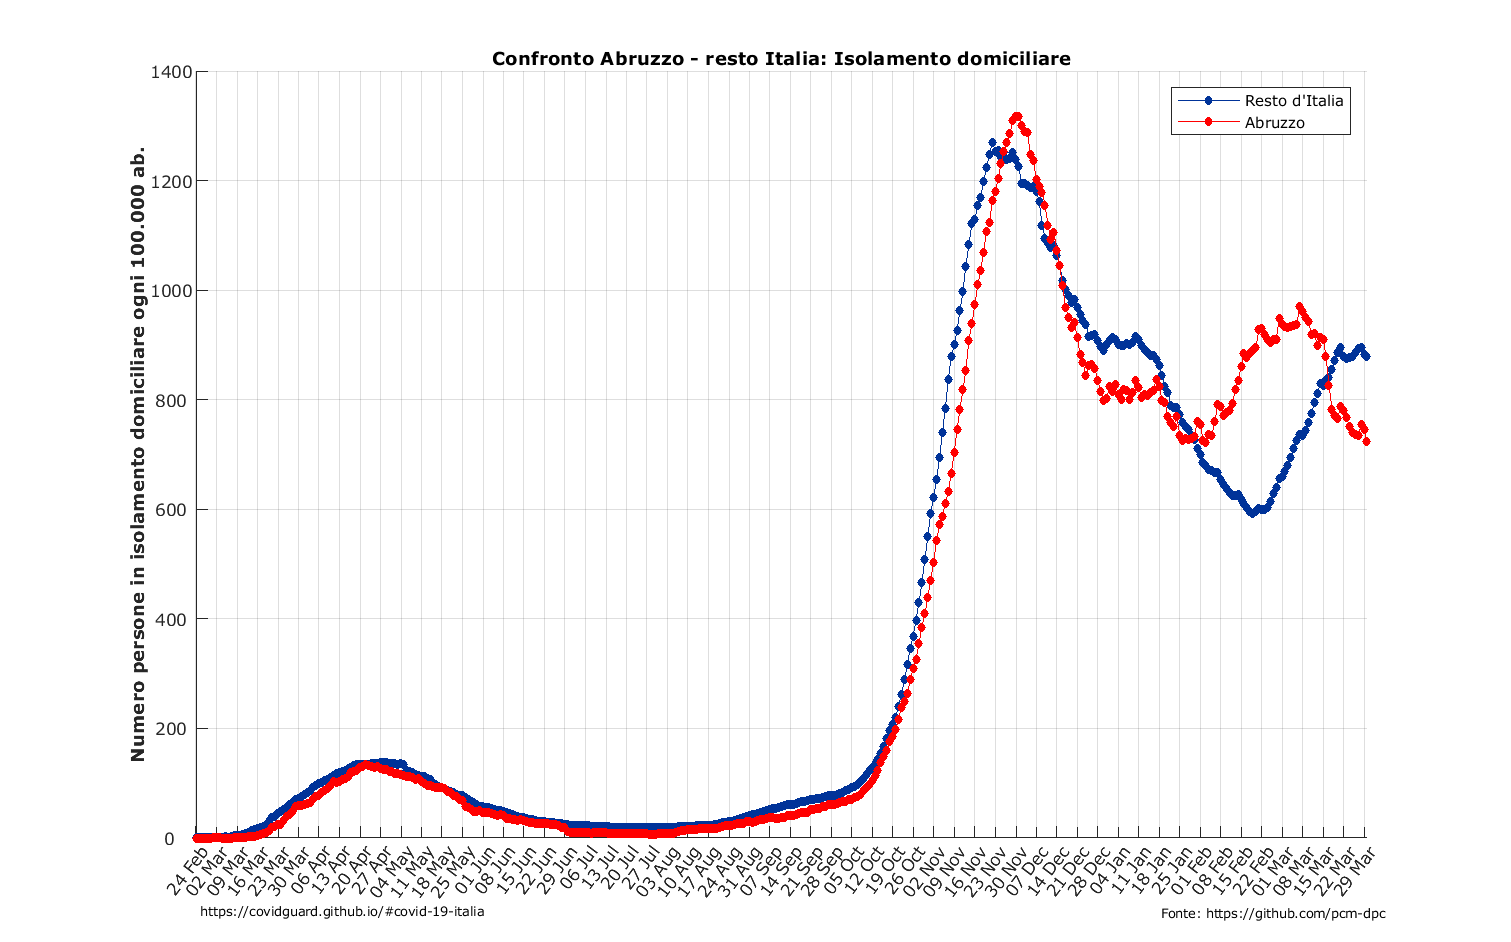 Confronto Abruzzo - resto Italia: Isolamento domiciliare
Numero persone in isolamento domiciliare ogni 100.000 ab.
1400
1200
1000
800
600
400
200
0
Resto d'Italia
Abruzzo
24 Feb
02 Mar
09 Mar
16 Mar
23 Mar
30 Mar
06 Apr
13 Apr
20 Apr
27 Apr
04 May
11 May
18 May
25 May
01 Jun
08 Jun
15 Jun
22 Jun
29 Jun
06 Jul
13 Jul
20 Jul
27 Jul
03 Aug
10 Aug
17 Aug
24 Aug
31 Aug
07 Sep
14 Sep
21 Sep
28 Sep
05 Oct
12 Oct
19 Oct
26 Oct
02 Nov
09 Nov
16 Nov
23 Nov
30 Nov
07 Dec
14 Dec
21 Dec
28 Dec
04 Jan
11 Jan
18 Jan
25 Jan
01 Feb
08 Feb
15 Feb
22 Feb
01 Mar
08 Mar
15 Mar
22 Mar
29 Mar
https://covidguard.github.io/#covid-19-italia
Fonte: https://github.com/pcm-dpc